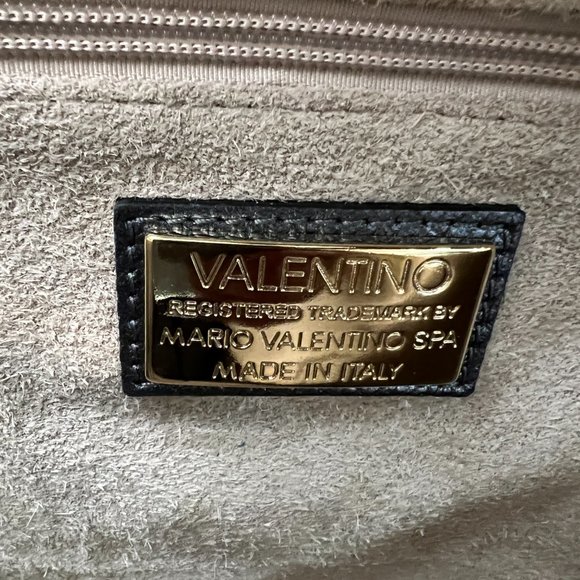 VALENTINO
REGISTERED TRADEMARK BY
MARIO VALENTINO SPA
MADE IN ITALY